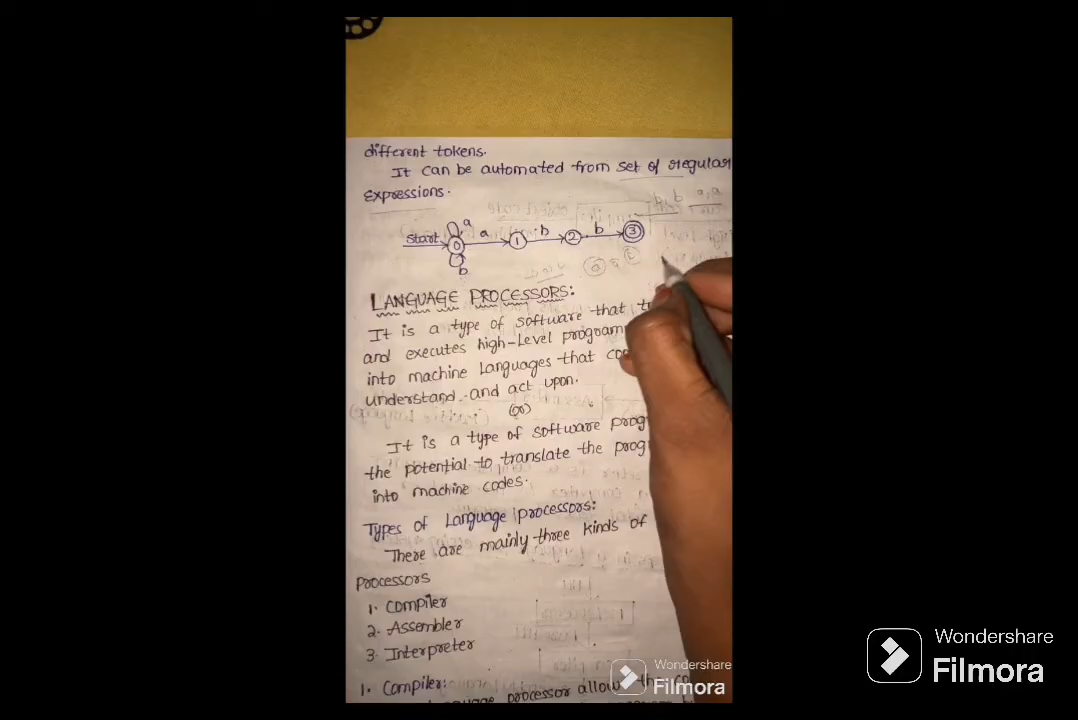 different tokens.
It can be automated from set of regular
expressions.
start 0 a 1 b 2 b 3
a
b
LANGUAGE PROCESSORS:
It is a type of software that
and executes high-Level
into machine Languages that
understand and act upon.
(or)
It is a type of software
the potential to translate the
into machine codes.
Types of Language processors:
There are mainly three kinds of
processors
1. Compiler
2. Assembler
3. Interpreter
1. Compiler:
processor allow the
Wondershare
Filmora
Wondershare
Filmora